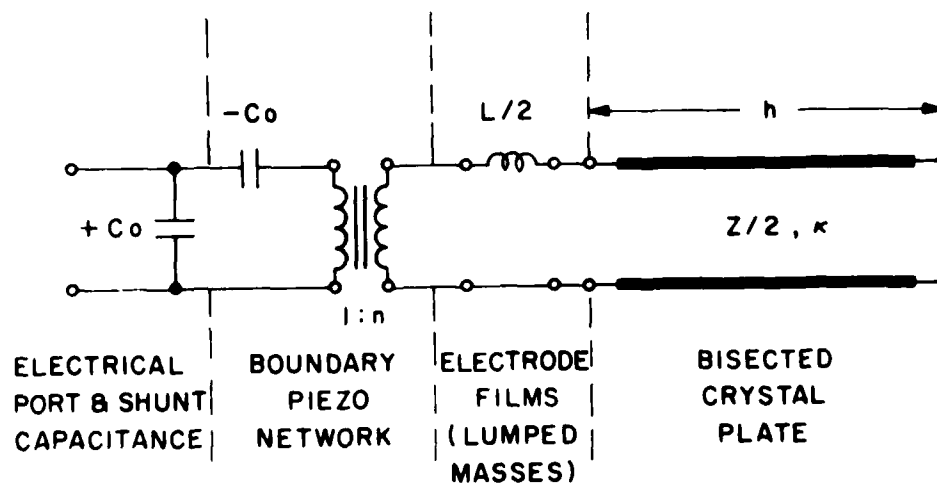 -Co
L/2
h
+Co
Z/2, κ
1:n
ELECTRICAL
PORT & SHUNT
CAPACITANCE
BOUNDARY
PIEZO
NETWORK
ELECTRODE
FILMS
(LUMPED
MASSES)
BISECTED
CRYSTAL
PLATE